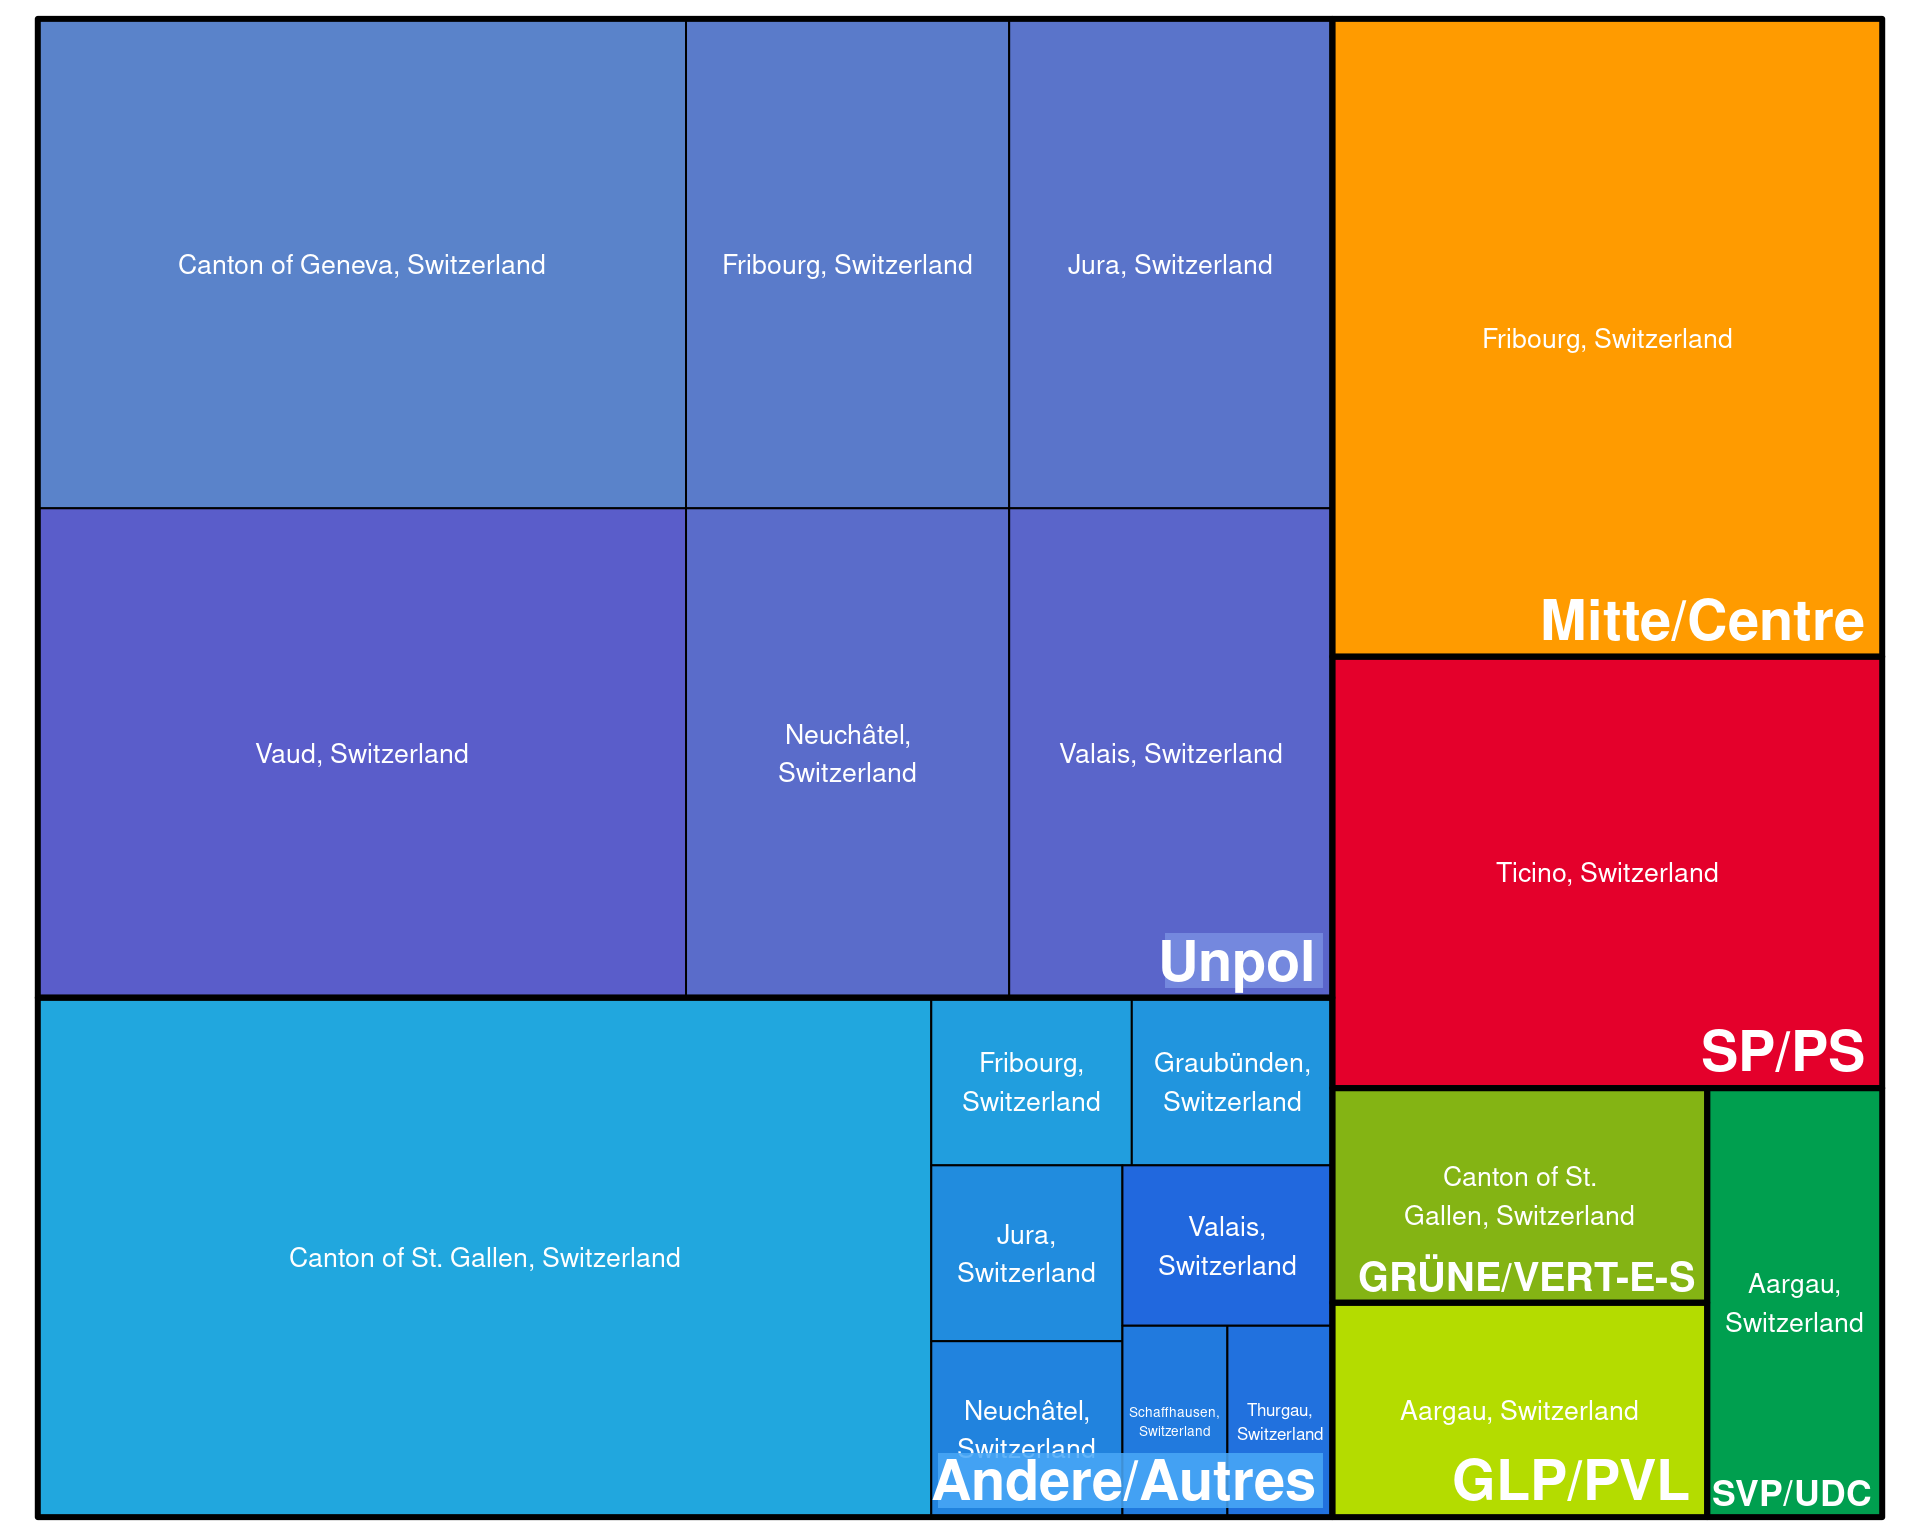 Canton of Geneva, Switzerland
Fribourg, Switzerland
Jura, Switzerland
Vaud, Switzerland
Neuchâtel,
Switzerland
Valais, Switzerland
Unpol
Fribourg, Switzerland
Mitte/Centre
Ticino, Switzerland
SP/PS
Canton of St. Gallen, Switzerland
Fribourg,
Switzerland
Graubünden,
Switzerland
Jura,
Switzerland
Valais,
Switzerland
Neuchâtel,
Switzerland
Schaffhausen,
Switzerland
Thurgau,
Switzerland
Andere/Autres
Canton of St.
Gallen, Switzerland
GRÜNE/VERT-E-S
Aargau, Switzerland
GLP/PVL
Aargau,
Switzerland
SVP/UDC